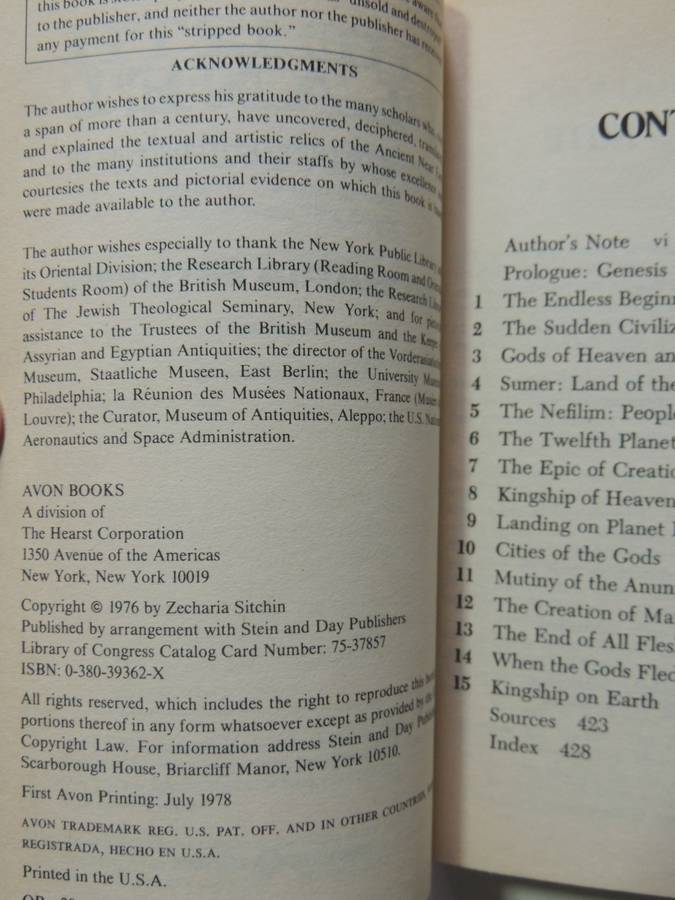 this book is unsold and destroyed
to the publisher, and neither the author nor the publisher has received
any payment for this “stripped book.”
ACKNOWLEDGMENTS
The author wishes to express his gratitude to the many scholars who,
a span of more than a century, have uncovered, deciphered,
and explained the textual and artistic relics of the Ancient Near
and to the many institutions and their staffs by whose excellence
courtesies the texts and pictorial evidence on which this book is
were made available to the author.
The author wishes especially to thank the New York Public Library
its Oriental Division; the Research Library (Reading Room and
Students Room) of the British Museum, London; the Research
of The Jewish Theological Seminary, New York; and for
assistance to the Trustees of the British Museum and the
Assyrian and Egyptian Antiquities; the director of the
Museum, Staatliche Museen, East Berlin; the University
Philadelphia; la Réunion des Musées Nationaux, France
Louvre); the Curator, Museum of Antiquities, Aleppo; the U.S.
Aeronautics and Space Administration.
AVON BOOKS
A division of
The Hearst Corporation
1350 Avenue of the Americas
New York, New York 10019
Copyright © 1976 by Zecharia Sitchin
Published by arrangement with Stein and Day Publishers
Library of Congress Catalog Card Number: 75-37857
ISBN: 0-380-39362-X
All rights reserved, which includes the right to reproduce this
portions thereof in any form whatsoever except as provided by the
Copyright Law. For information address Stein and Day
Scarborough House, Briarcliff Manor, New York 10510.
First Avon Printing: July 1978
AVON TRADEMARK REG. U.S. PAT. OFF. AND IN OTHER COUNTRIES,
REGISTRADA, HECHO EN U.S.A.
Printed in the U.S.A.
CONT
Author's Note vi
Prologue: Genesis
1 The Endless Beginn
2 The Sudden Civiliz
3 Gods of Heaven an
4 Sumer: Land of the
5 The Nefilim: People
6 The Twelfth Planet
7 The Epic of Creatio
8 Kingship of Heaven
9 Landing on Planet
10 Cities of the Gods
11 Mutiny of the Anun
12 The Creation of Ma
13 The End of All Fles
14 When the Gods Fled
15 Kingship on Earth
Sources 423
Index 428